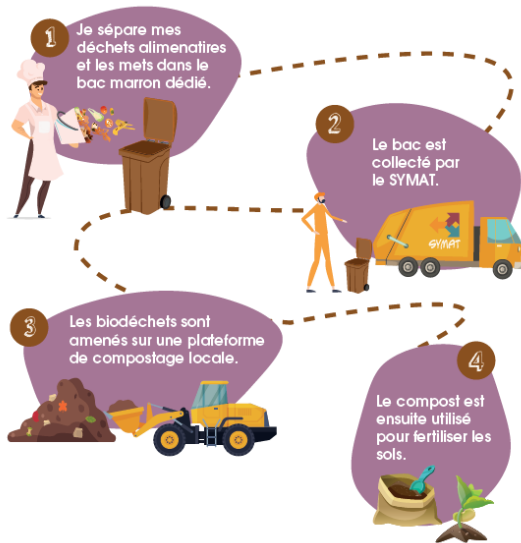 1
Je sépare mes
déchets alimenatires
et les mets dans le
bac marron dédié.
2
Le bac est
collecté par
le SYMAT.
SYMAT
3
Les biodéchets sont
amenés sur une plateforme
de compostage locale.
4
Le compost est
ensuite utilisé
pour fertiliser les
sols.